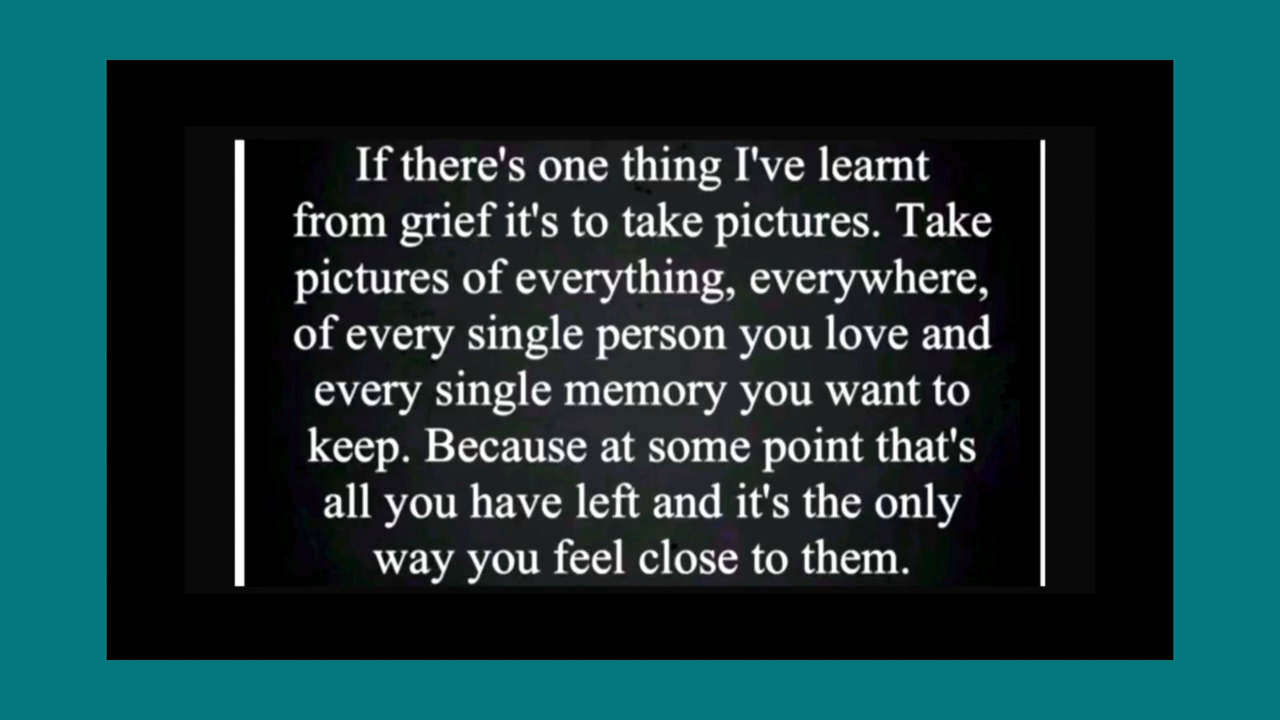 If there's one thing I've learnt
from grief it's to take pictures. Take
pictures of everything, everywhere,
of every single person you love and
every single memory you want to
keep. Because at some point that's
all you have left and it's the only
way you feel close to them.